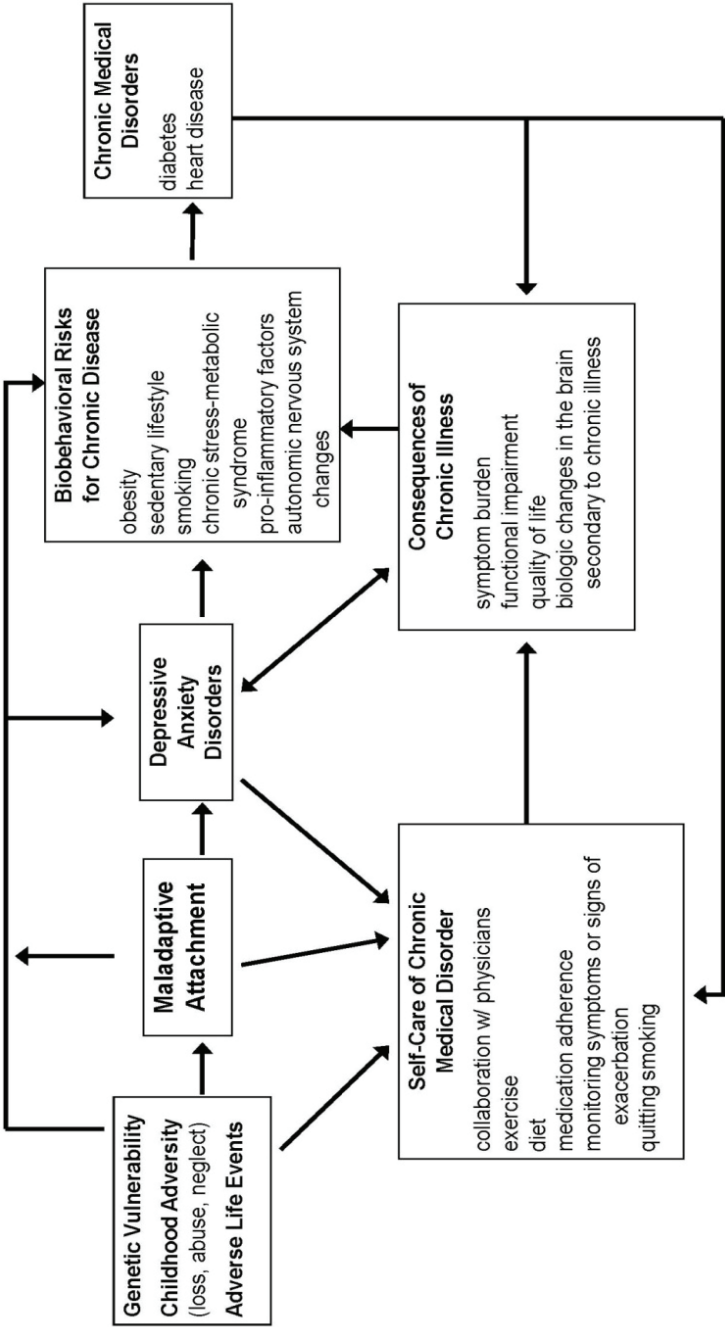 Genetic Vulnerability
Childhood Adversity
(loss, abuse, neglect)
Adverse Life Events
Maladaptive
Attachment
Depressive
Anxiety
Disorders
Biobehavioral Risks
for Chronic Disease
obesity
sedentary lifestyle
smoking
chronic stress-metabolic
syndrome
pro-inflammatory factors
autonomic nervous system
changes
Chronic Medical
Disorders
diabetes
heart disease
Self-Care of Chronic
Medical Disorder
collaboration w/ physicians
exercise
diet
medication adherence
monitoring symptoms or signs of
exacerbation
quitting smoking
Consequences of
Chronic Illness
symptom burden
functional impairment
quality of life
biologic changes in the brain
secondary to chronic illness